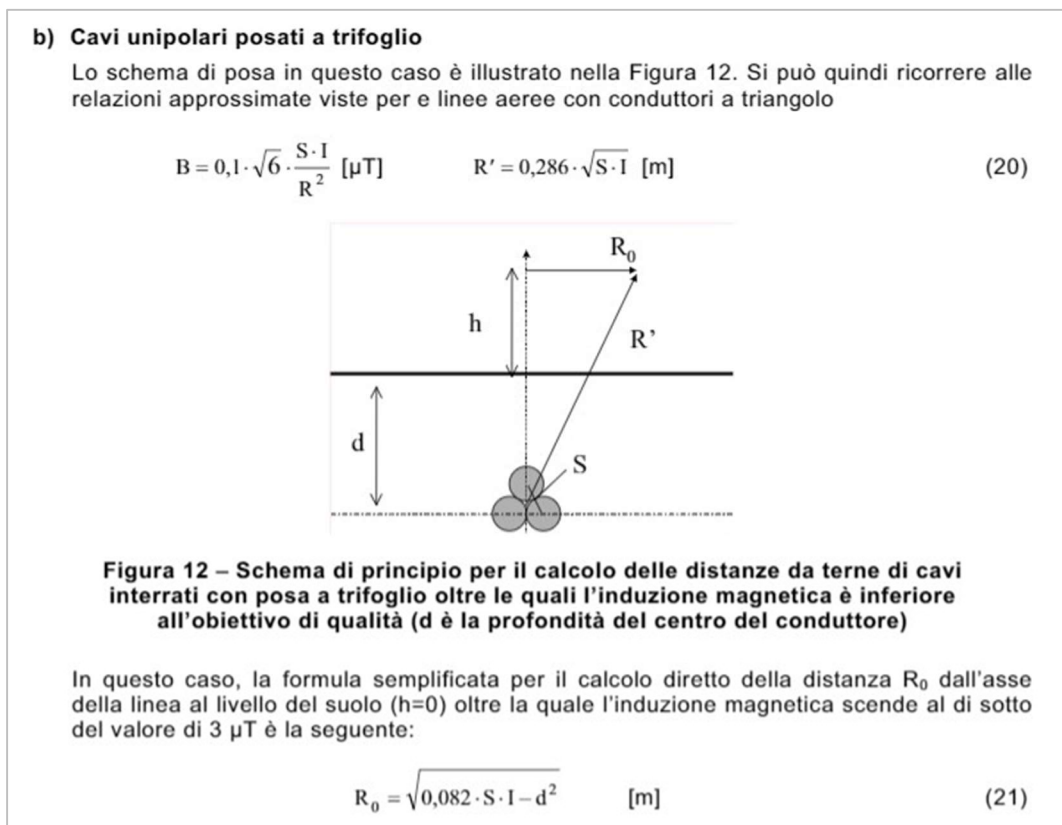 b) Cavi unipolari posati a trifoglio
Lo schema di posa in questo caso è illustrato nella Figura 12. Si può quindi ricorrere alle
relazioni approssimate viste per e linee aeree con conduttori a triangolo
B = 0,1·√6·S·I/R² [µT] R′ = 0,286·√S·I [m] (20)
R₀
h
R’
d
S
Figura 12 – Schema di principio per il calcolo delle distanze da terne di cavi
interrati con posa a trifoglio oltre le quali l’induzione magnetica è inferiore
all’obiettivo di qualità (d è la profondità del centro del conduttore)
In questo caso, la formula semplificata per il calcolo diretto della distanza R₀ dall’asse
della linea al livello del suolo (h=0) oltre la quale l’induzione magnetica scende al di sotto
del valore di 3 µT è la seguente:
R₀ = √0,082·S·I–d² [m] (21)